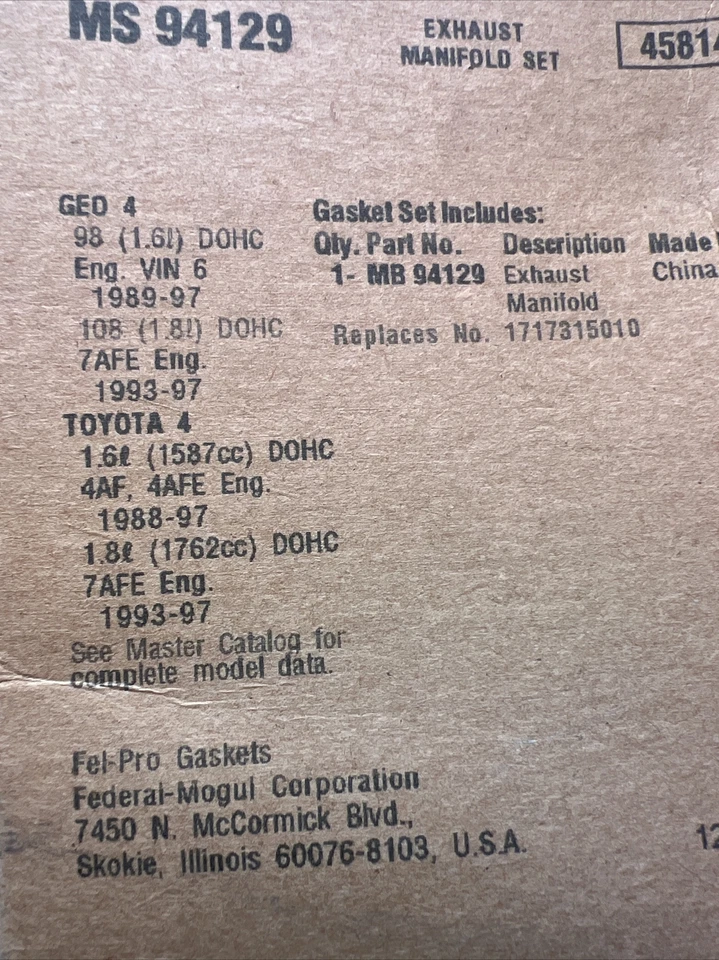 MS 94129
EXHAUST
MANIFOLD SET
4581
GEO 4
98 (1.6ℓ) DOHC
Eng. VIN 6
1989-97
108 (1.8ℓ) DOHC
7AFE Eng.
1993-97
TOYOTA 4
1.6ℓ (1587cc) DOHC
4AF, 4AFE Eng.
1988-97
1.8ℓ (1762cc) DOHC
7AFE Eng.
1993-97
See Master Catalog for
complete model data.
Gasket Set Includes:
Qty. Part No. Description Made
1- MB 94129 Exhaust China
Manifold
Replaces No. 1717315010
Fel-Pro Gaskets
Federal-Mogul Corporation
7450 N. McCormick Blvd.,
Skokie, Illinois 60076-8103, U.S.A.
12